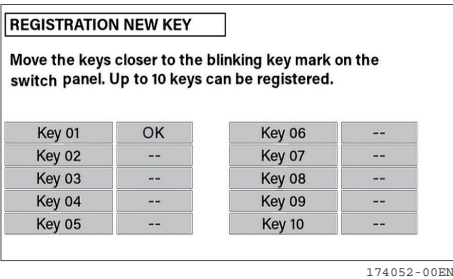 REGISTRATION NEW KEY
Move the keys closer to the blinking key mark on the
switch panel. Up to 10 keys can be registered.
Key 01 OK Key 06 --
Key 02 -- Key 07 --
Key 03 -- Key 08 --
Key 04 -- Key 09 --
Key 05 -- Key 10 --
174052-00EN